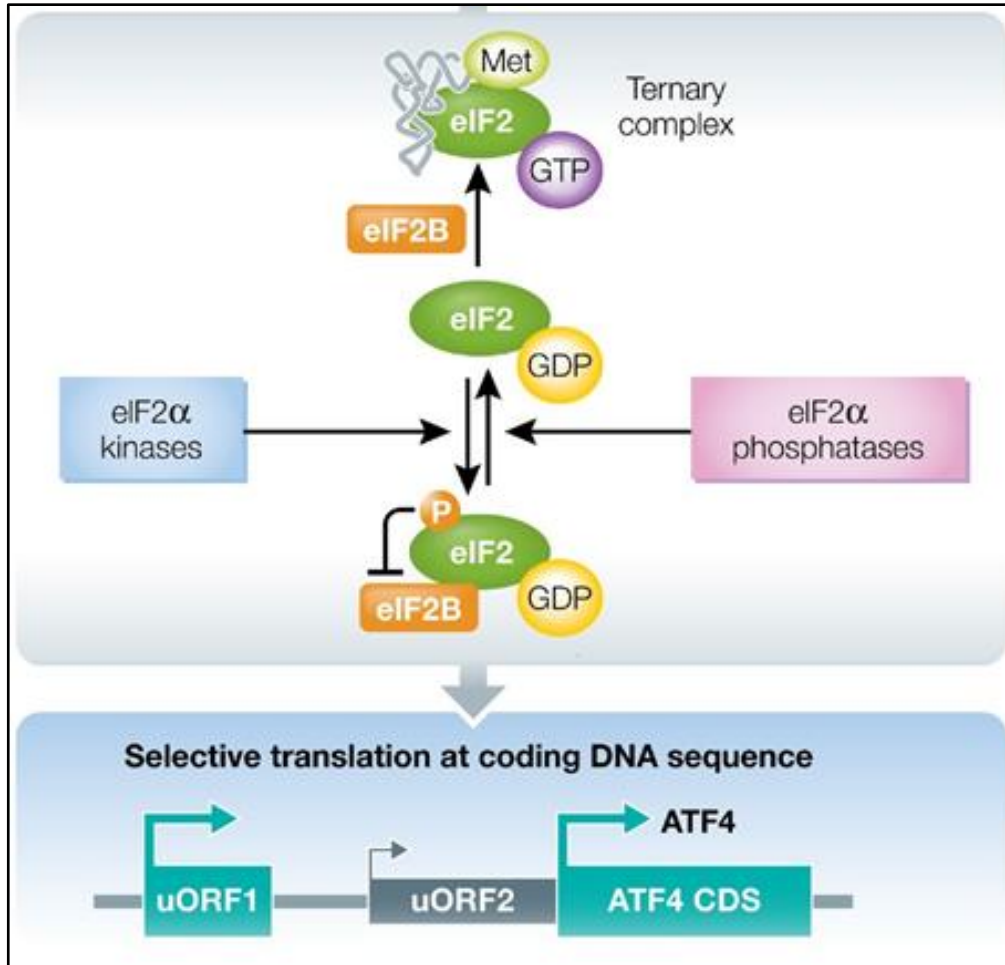 Met
eIF2
Ternary
complex
GTP
eIF2B
eIF2
GDP
eIF2α
kinases
eIF2α
phosphatases
P
eIF2
eIF2B
GDP
Selective translation at coding DNA sequence
ATF4
uORF1
uORF2
ATF4 CDS